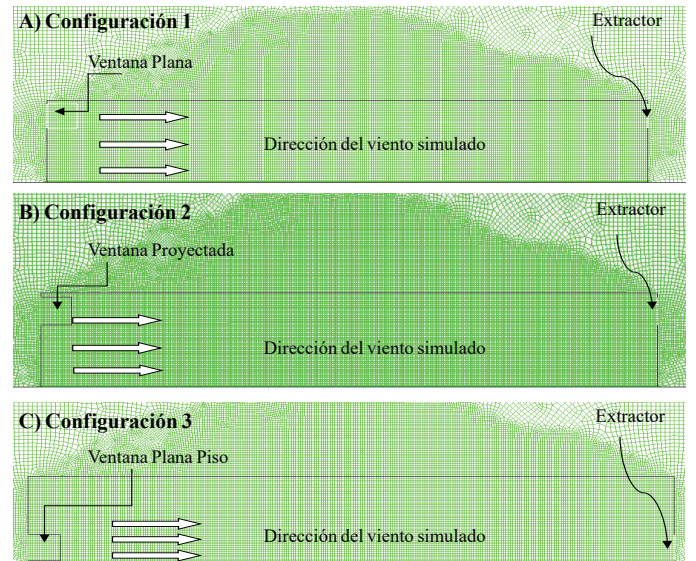 A) Configuración 1
Extractor
Ventana Plana
Dirección del viento simulado
B) Configuración 2
Extractor
Ventana Proyectada
Dirección del viento simulado
C) Configuración 3
Extractor
Ventana Plana Piso
Dirección del viento simulado